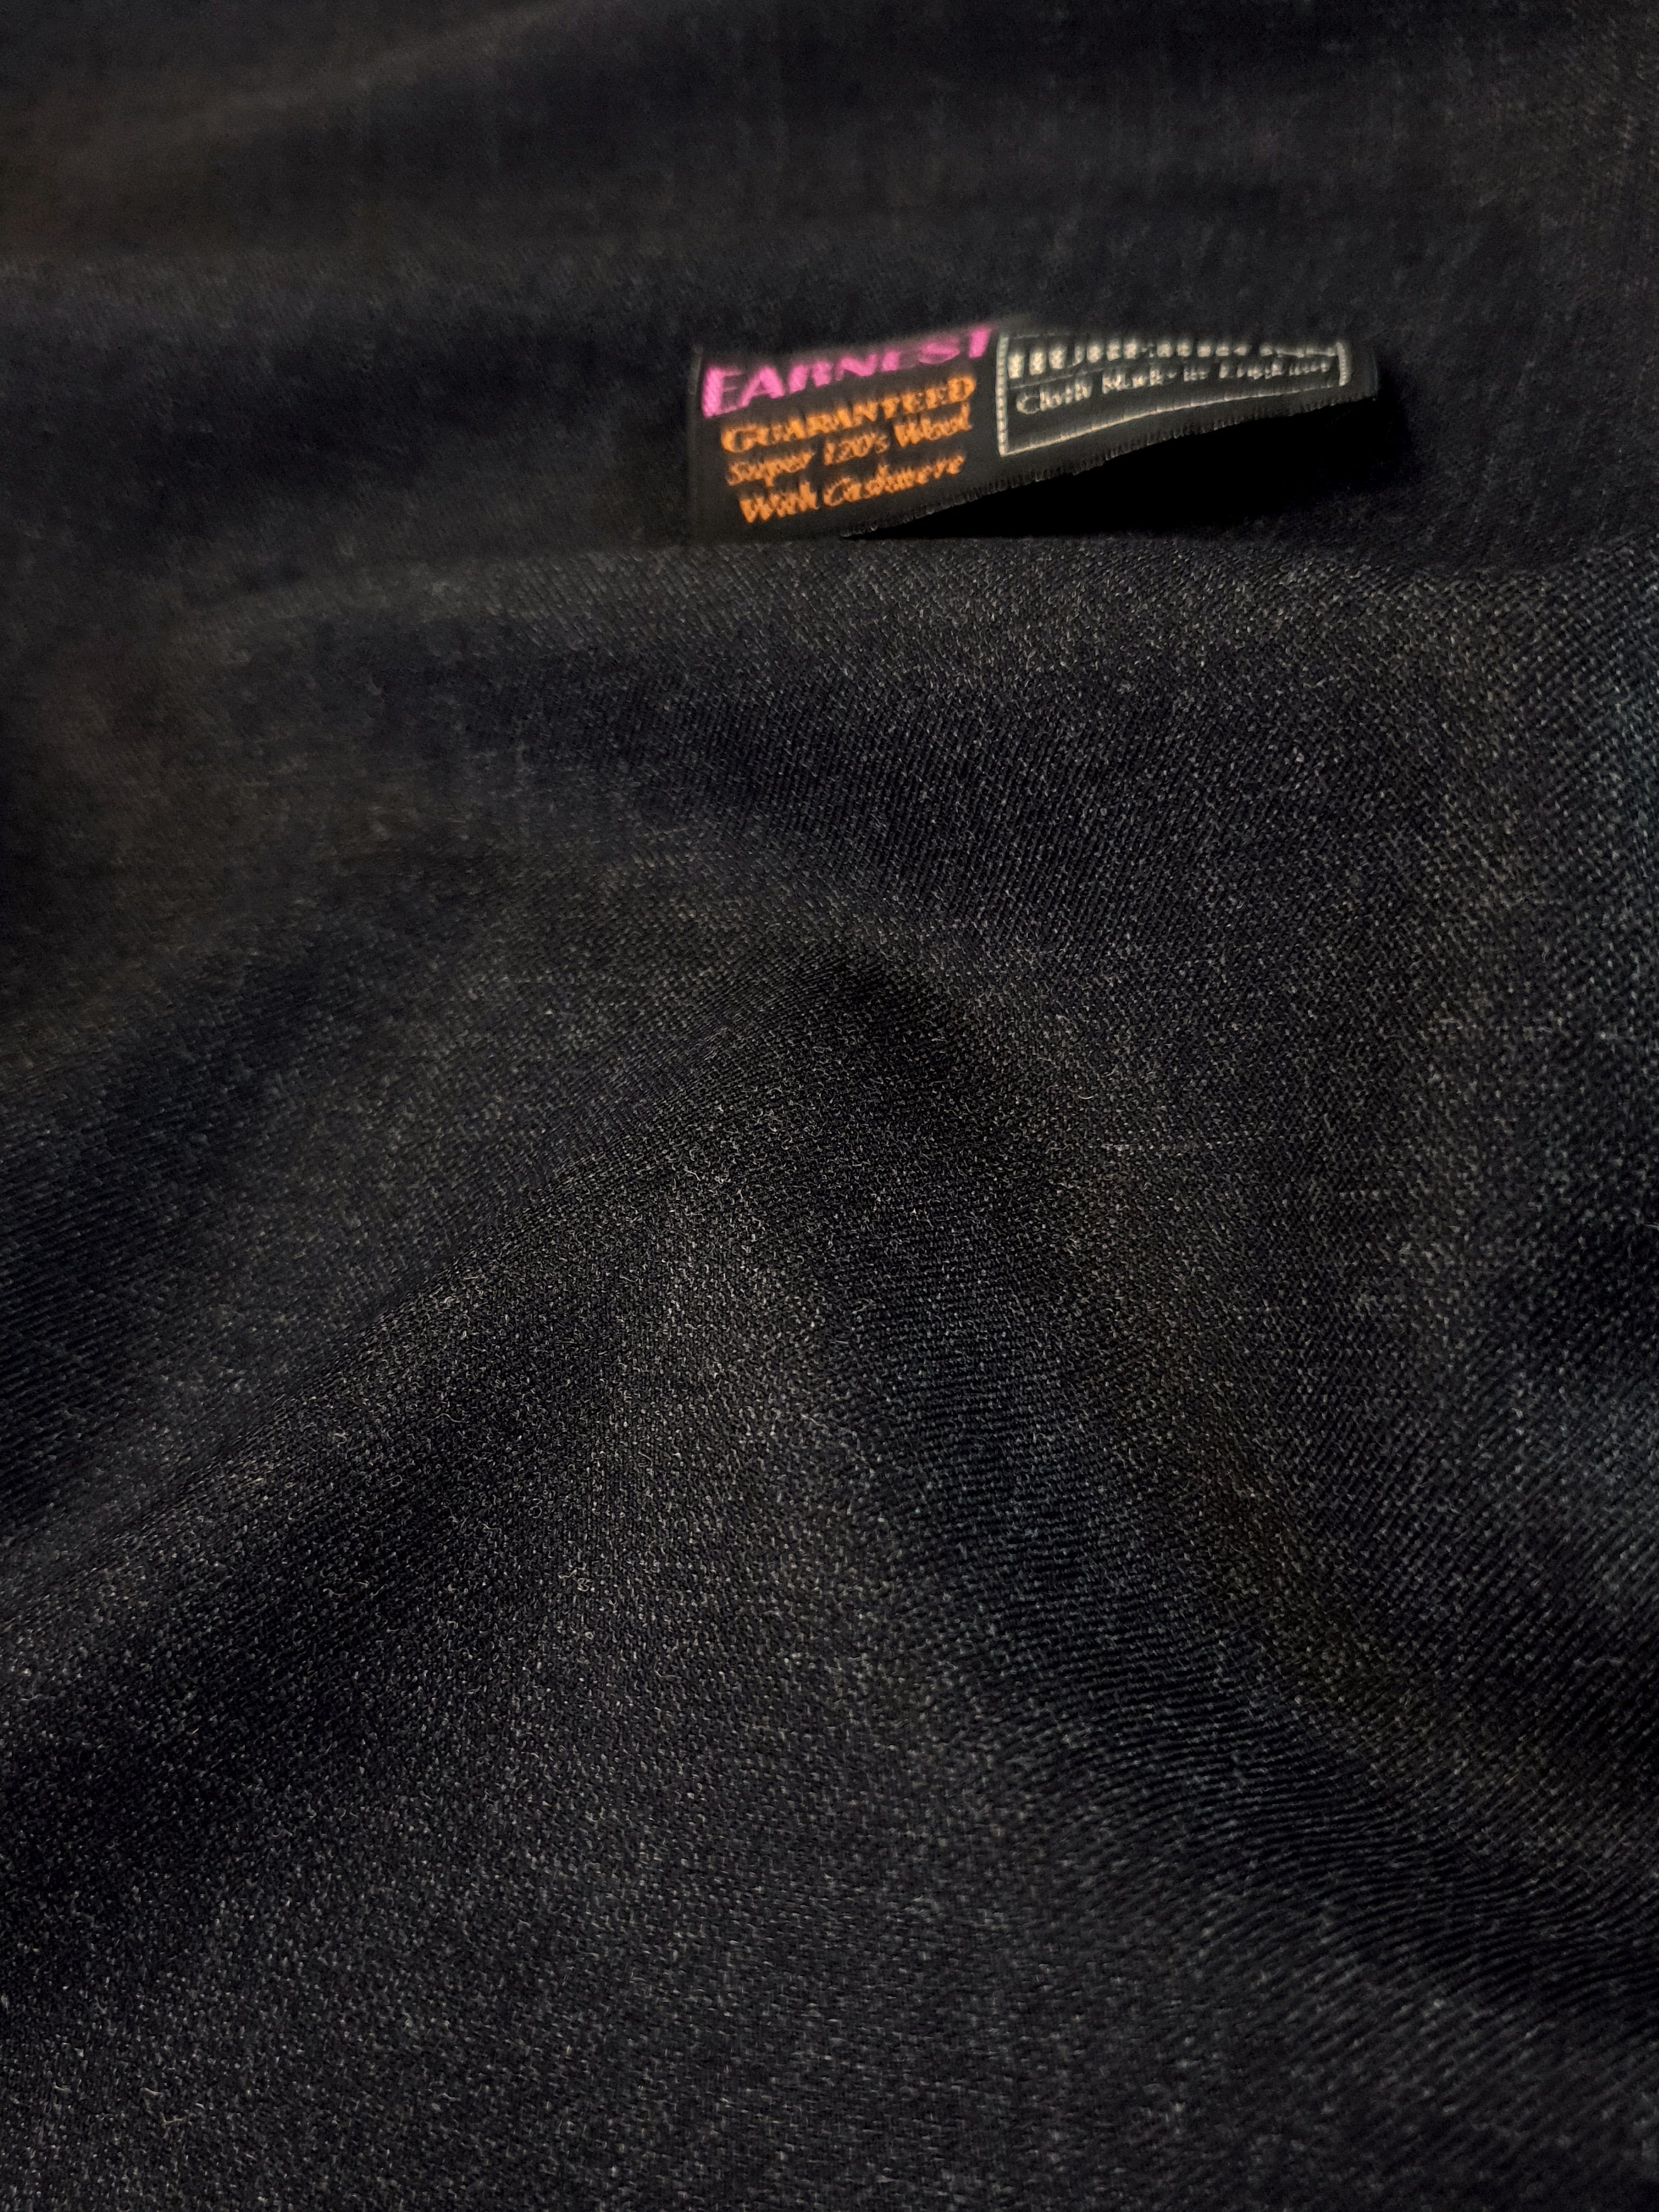 EARNEST
GUARANTEED
Super 120's Wool
With Cashmere
Cloth Made in England